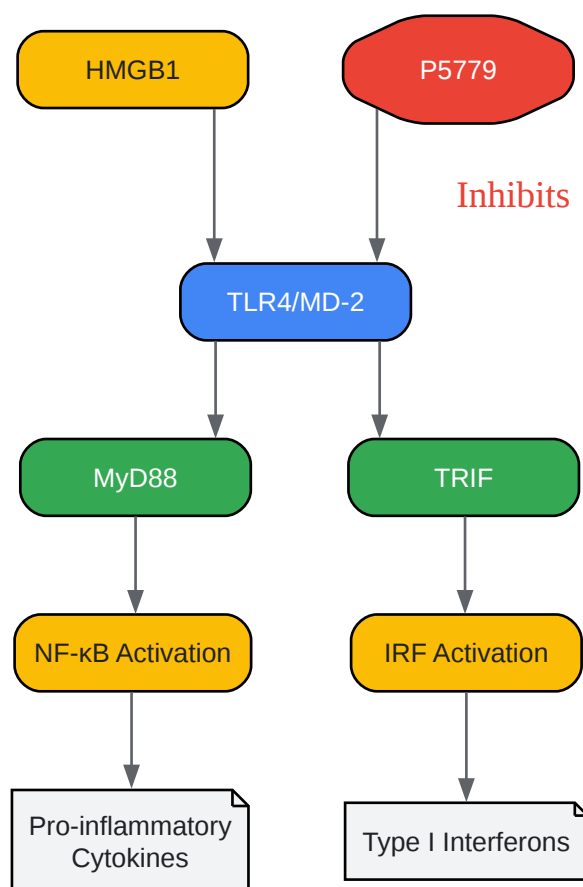 HMGB1
P5779
Inhibits
TLR4/MD-2
MyD88
TRIF
NF-κB Activation
IRF Activation
Pro-inflammatory
Cytokines
Type I Interferons